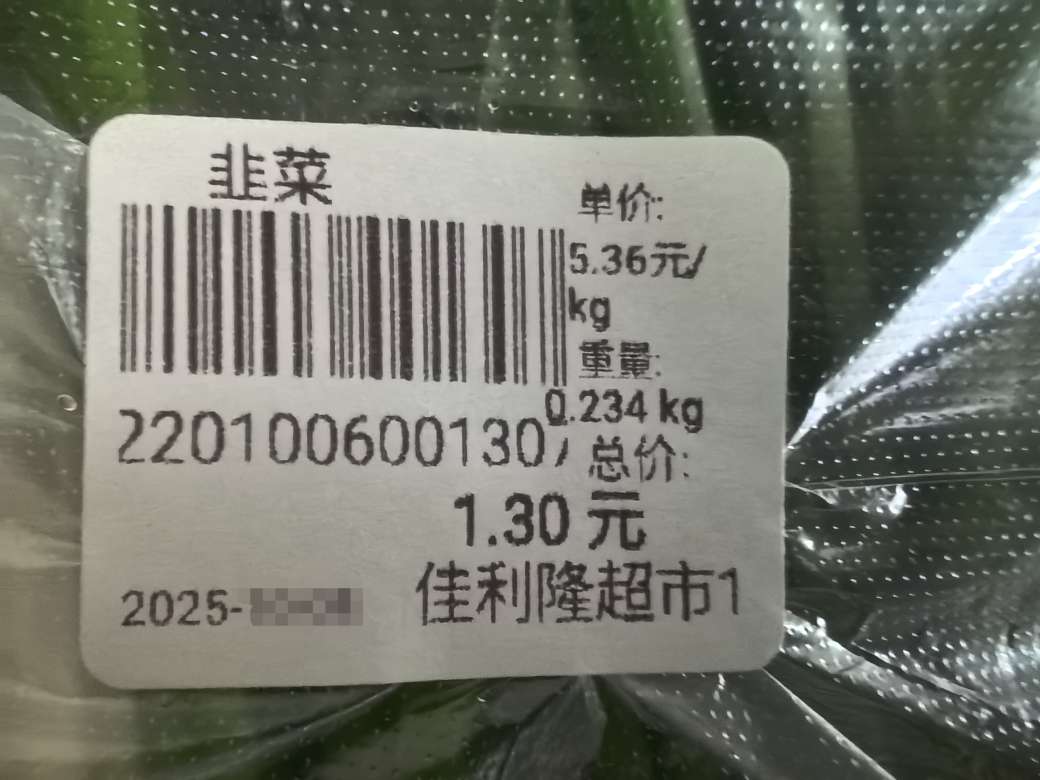 韭菜
单价:
5.36元/
kg
重量:
0.234 kg
220100600130
总价:
1.30 元
2025-
佳利隆超市1